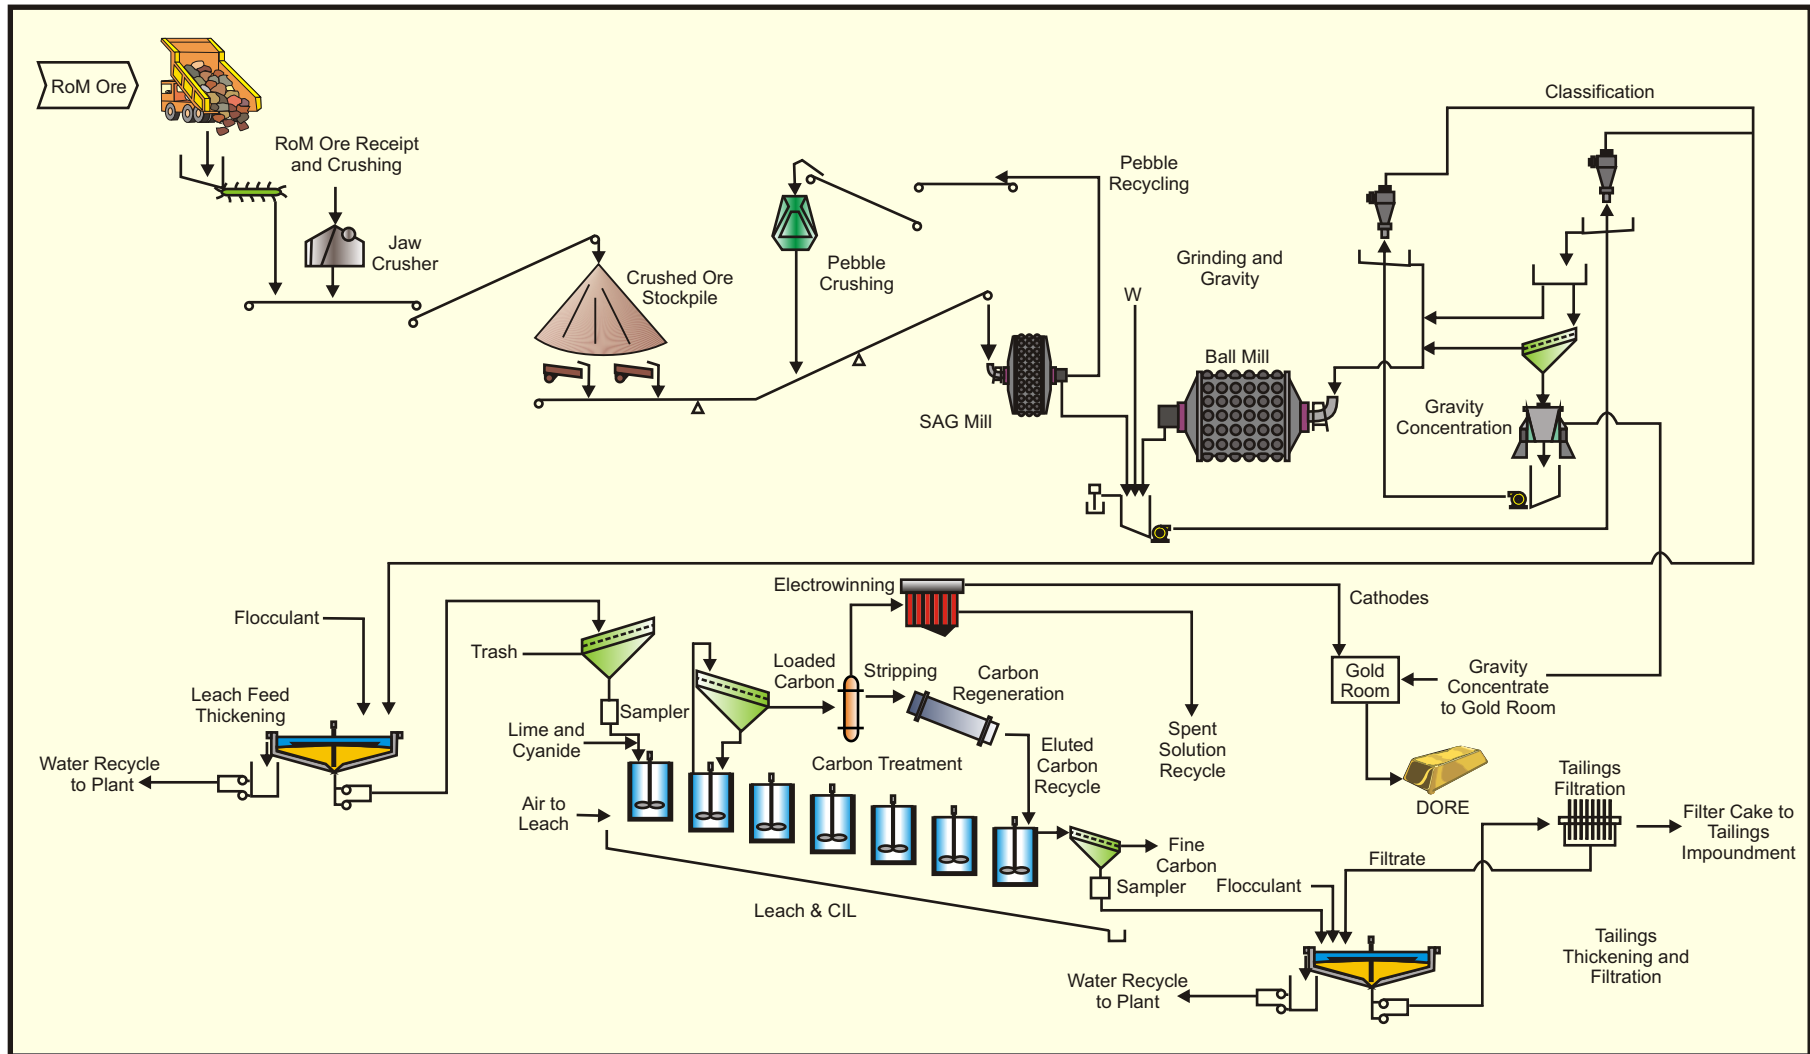 RoM Ore
RoM Ore Receipt
and Crushing
Jaw
Crusher
Crushed Ore
Stockpile
Pebble
Crushing
Pebble
Recycling
SAG Mill
W
Grinding and
Gravity
Ball Mill
Classification
Gravity
Concentration
Flocculant
Leach Feed
Thickening
Water Recycle
to Plant
Trash
Sampler
Lime and
Cyanide
Air to
Leach
Electrowinning
Loaded
Carbon
Stripping
Carbon
Regeneration
Carbon Treatment
Eluted
Carbon
Recycle
Leach & CIL
Cathodes
Spent
Solution
Recycle
Gold
Room
Gravity
Concentrate
to Gold Room
DORE
Fine
Carbon
Sampler
Flocculant
Filtrate
Tailings
Filtration
Filter Cake to
Tailings
Impoundment
Water Recycle
to Plant
Tailings
Thickening and
Filtration